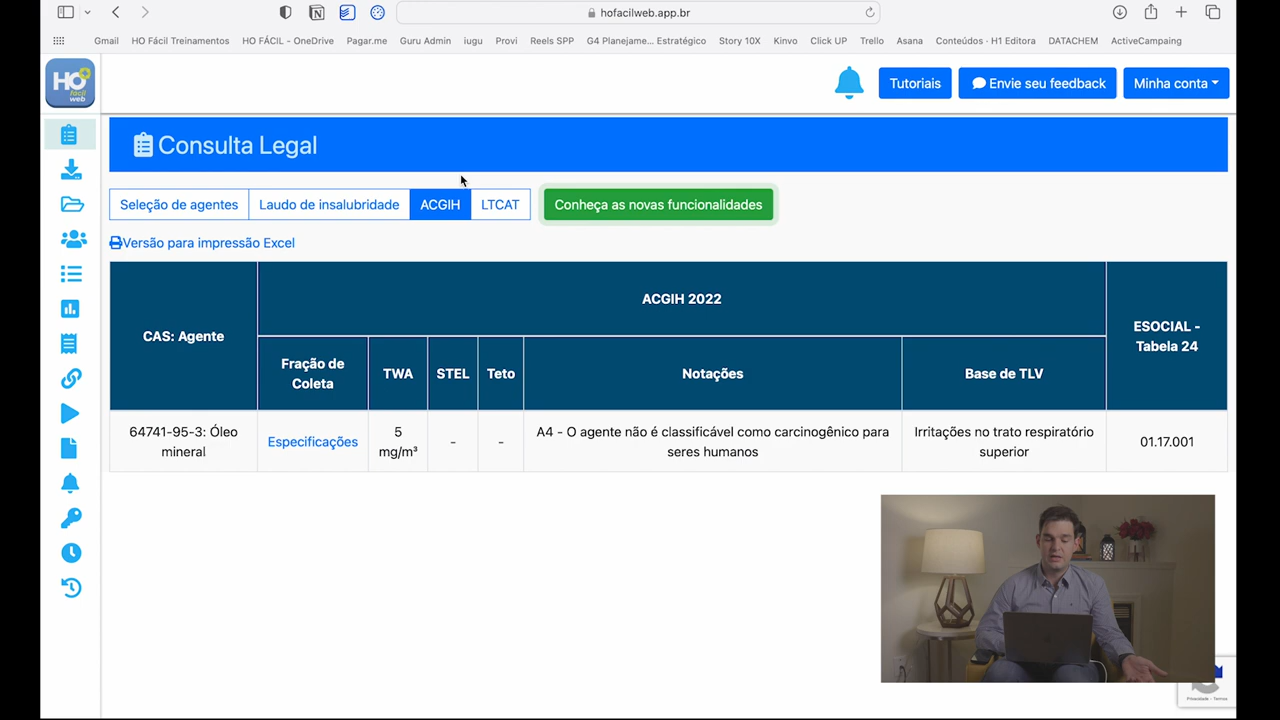 hofacilweb.app.br
Gmail HO Fácil Treinamentos HO FÁCIL - OneDrive Pagar.me Guru Admin iugu Provi Reels SPP G4 Planejame... Estratégico Story 10X Kinvo Click UP Trello Asana Conteúdos · H1 Editora DATACHEM ActiveCampaing
HO
fácil
web
Tutoriais
Envie seu feedback
Minha conta
Consulta Legal
Seleção de agentes
Laudo de insalubridade
ACGIH
LTCAT
Conheça as novas funcionalidades
Versão para impressão Excel
CAS: Agente
ACGIH 2022
ESOCIAL -
Tabela 24
Fração de
Coleta
TWA
STEL
Teto
Notações
Base de TLV
64741-95-3: Óleo
mineral
Especificações
5
mg/m³
-
-
A4 - O agente não é classificável como carcinogênico para
seres humanos
Irritações no trato respiratório
superior
01.17.001
Privacidade - Termos